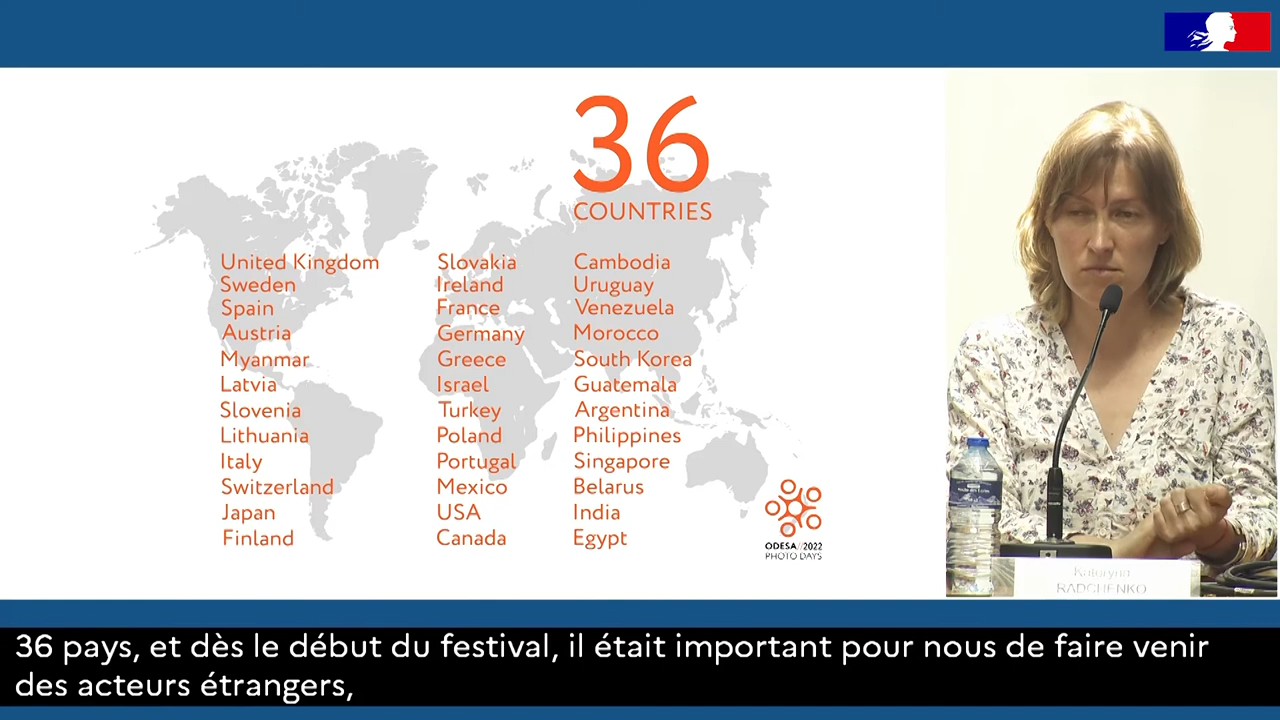 36
COUNTRIES
United Kingdom
Sweden
Spain
Austria
Myanmar
Latvia
Slovenia
Lithuania
Italy
Switzerland
Japan
Finland
Slovakia
Ireland
France
Germany
Greece
Israel
Turkey
Poland
Portugal
Mexico
USA
Canada
Cambodia
Uruguay
Venezuela
Morocco
South Korea
Guatemala
Argentina
Philippines
Singapore
Belarus
India
Egypt
ODESA//2022
PHOTO DAYS
Kateryna
RADCHENKO
36 pays, et dès le début du festival, il était important pour nous de faire venir
des acteurs étrangers,